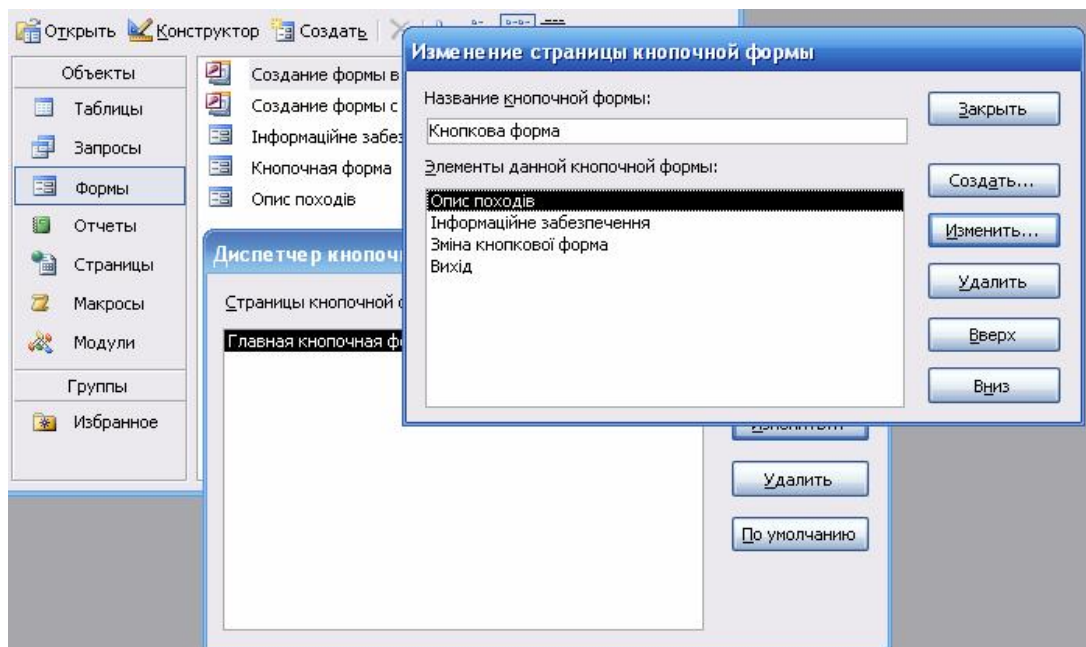 Открыть Конструктор Создать
Объекты
Таблицы
Запросы
Формы
Отчеты
Страницы
Макросы
Модули
Группы
Избранное
Создание формы в
Создание формы с
Інформаційне
Кнопочная форма
Опис походів
Диспетчер
Страницы кнопочной
Главная кнопочная
Удалить
По умолчанию
Изменение страницы кнопочной формы
Название кнопочной формы:
Кнопкова форма
Элементы данной кнопочной формы:
Опис походів
Інформаційне забезпечення
Зміна кнопкової форма
Вихід
Закрыть
Создать...
Изменить...
Удалить
Вверх
Вниз